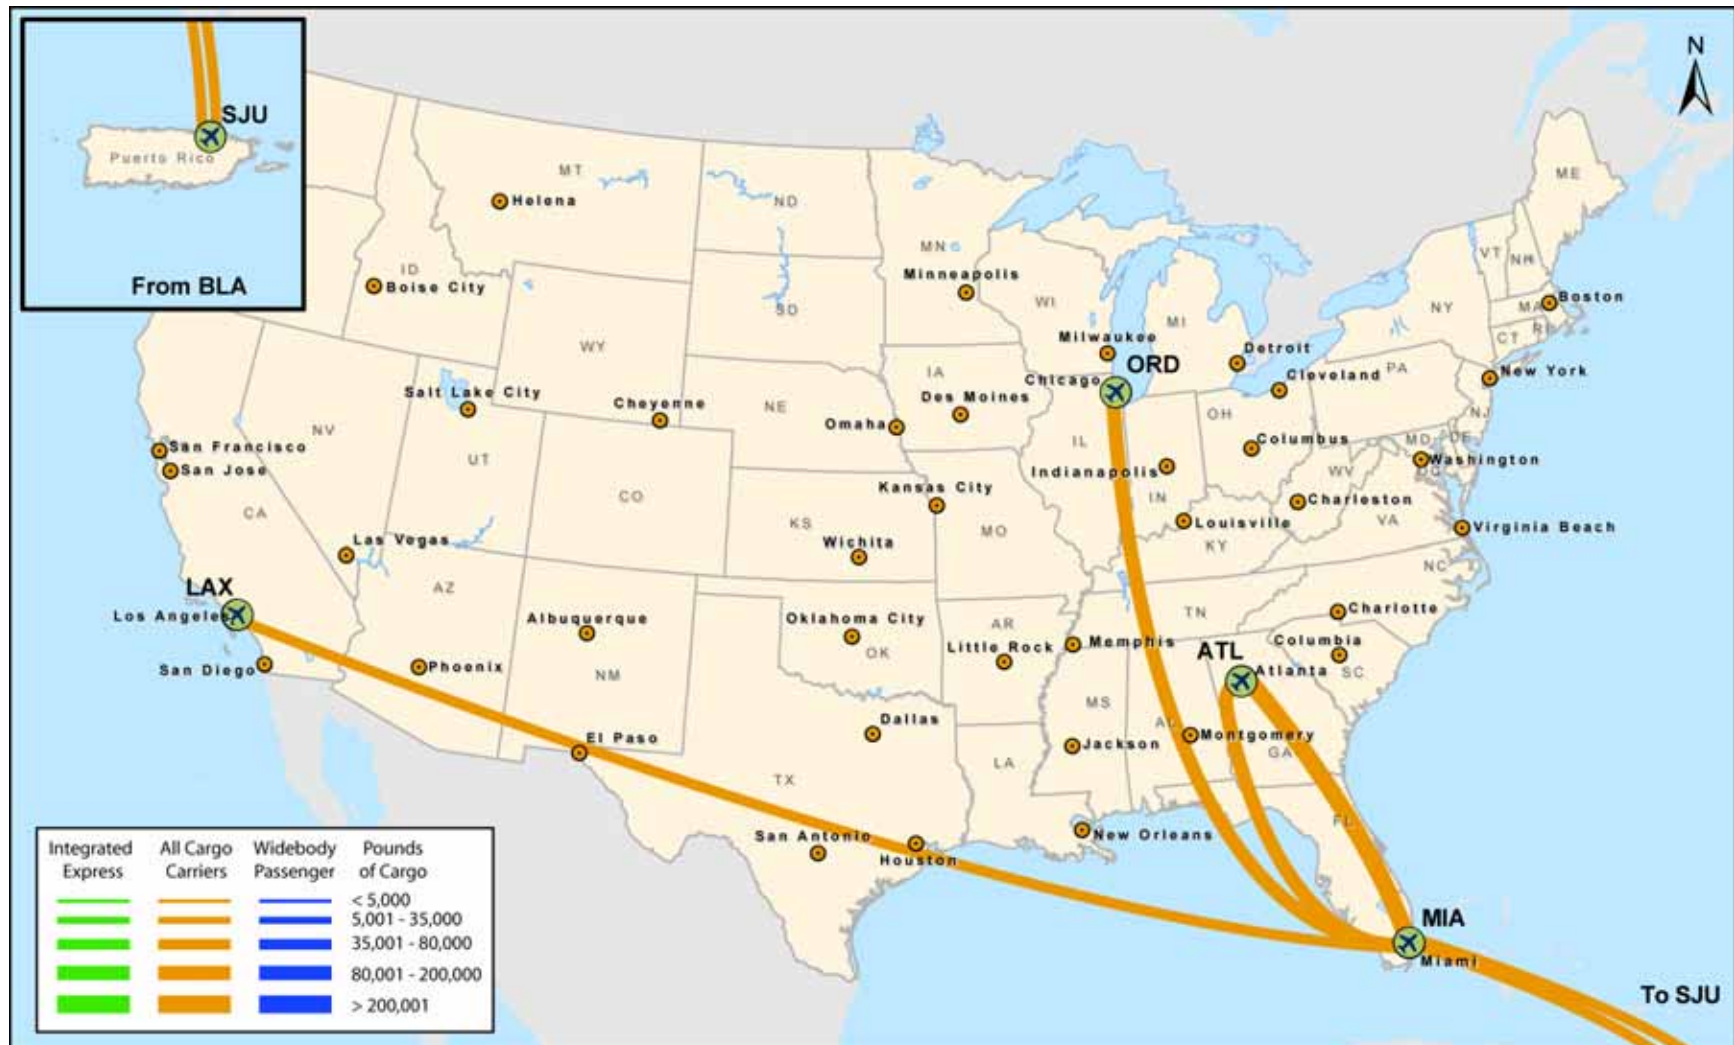 SJU
Puerto Rico
From BLA
N
MT
Helena
ND
MN
Minneapolis
ID
Boise City
SD
WI
MI
ME
VT
NH
NY
MA
Boston
CT
RI
WY
Milwaukee
ORD
Detroit
Chicago
Cleveland
PA
New York
IA
Des Moines
Salt Lake City
Cheyenne
NE
Omaha
OH
NJ
Columbus
MD
DE
DC
Washington
NV
San Francisco
San Jose
UT
IL
Indianapolis
WV
CA
CO
Kansas City
KS
MO
IN
Charleston
VA
Louisville
Virginia Beach
Las Vegas
Wichita
KY
NC
LAX
Los Angeles
AZ
Albuquerque
Oklahoma City
OK
AR
Little Rock
Memphis
TN
Charlotte
Columbia
SC
ATL
Atlanta
San Diego
Phoenix
NM
El Paso
Dallas
MS
Jackson
AL
Montgomery
GA
TX
LA
San Antonio
Houston
New Orleans
FL
MIA
Miami
To SJU
Integrated Express
All Cargo Carriers
Widebody Passenger
Pounds of Cargo
< 5,000
5,001 - 35,000
35,001 - 80,000
80,001 - 200,000
> 200,001